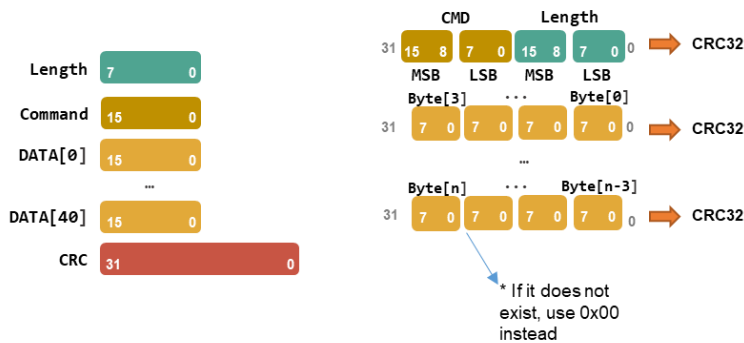 Length 7 0
Command 15 0
DATA[0] 15 0
...
DATA[40] 15 0
CRC 31 0
CMD Length
31 15 8 7 0 15 8 7 0 0 CRC32
MSB LSB MSB LSB
Byte[3] ... Byte[0]
31 7 0 7 0 7 0 7 0 0 CRC32
...
Byte[n] ... Byte[n-3]
31 7 0 7 0 7 0 7 0 0 CRC32
* If it does not
exist, use 0x00
instead